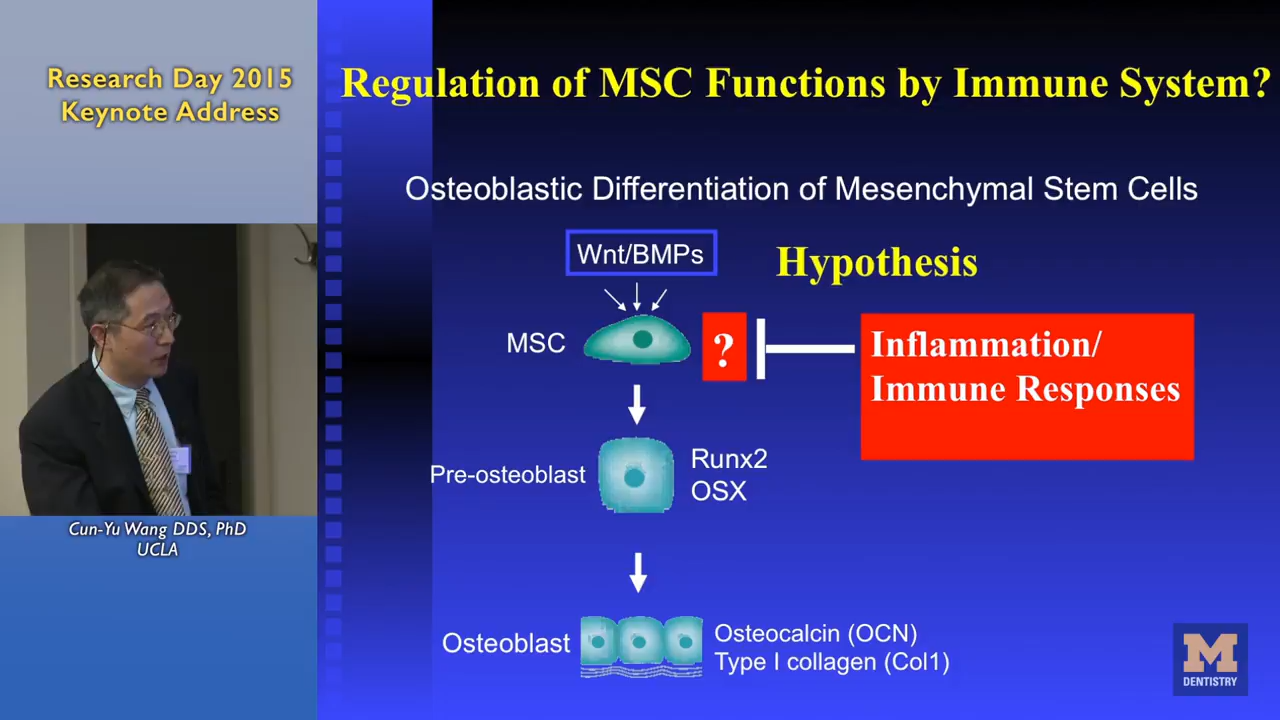 Research Day 2015
Keynote Address
Cun-Yu Wang DDS, PhD
UCLA
Regulation of MSC Functions by Immune System?
Osteoblastic Differentiation of Mesenchymal Stem Cells
Wnt/BMPs
Hypothesis
MSC
?
Inflammation/
Immune Responses
Pre-osteoblast
Runx2
OSX
Osteoblast
Osteocalcin (OCN)
Type I collagen (Col1)
M
DENTISTRY